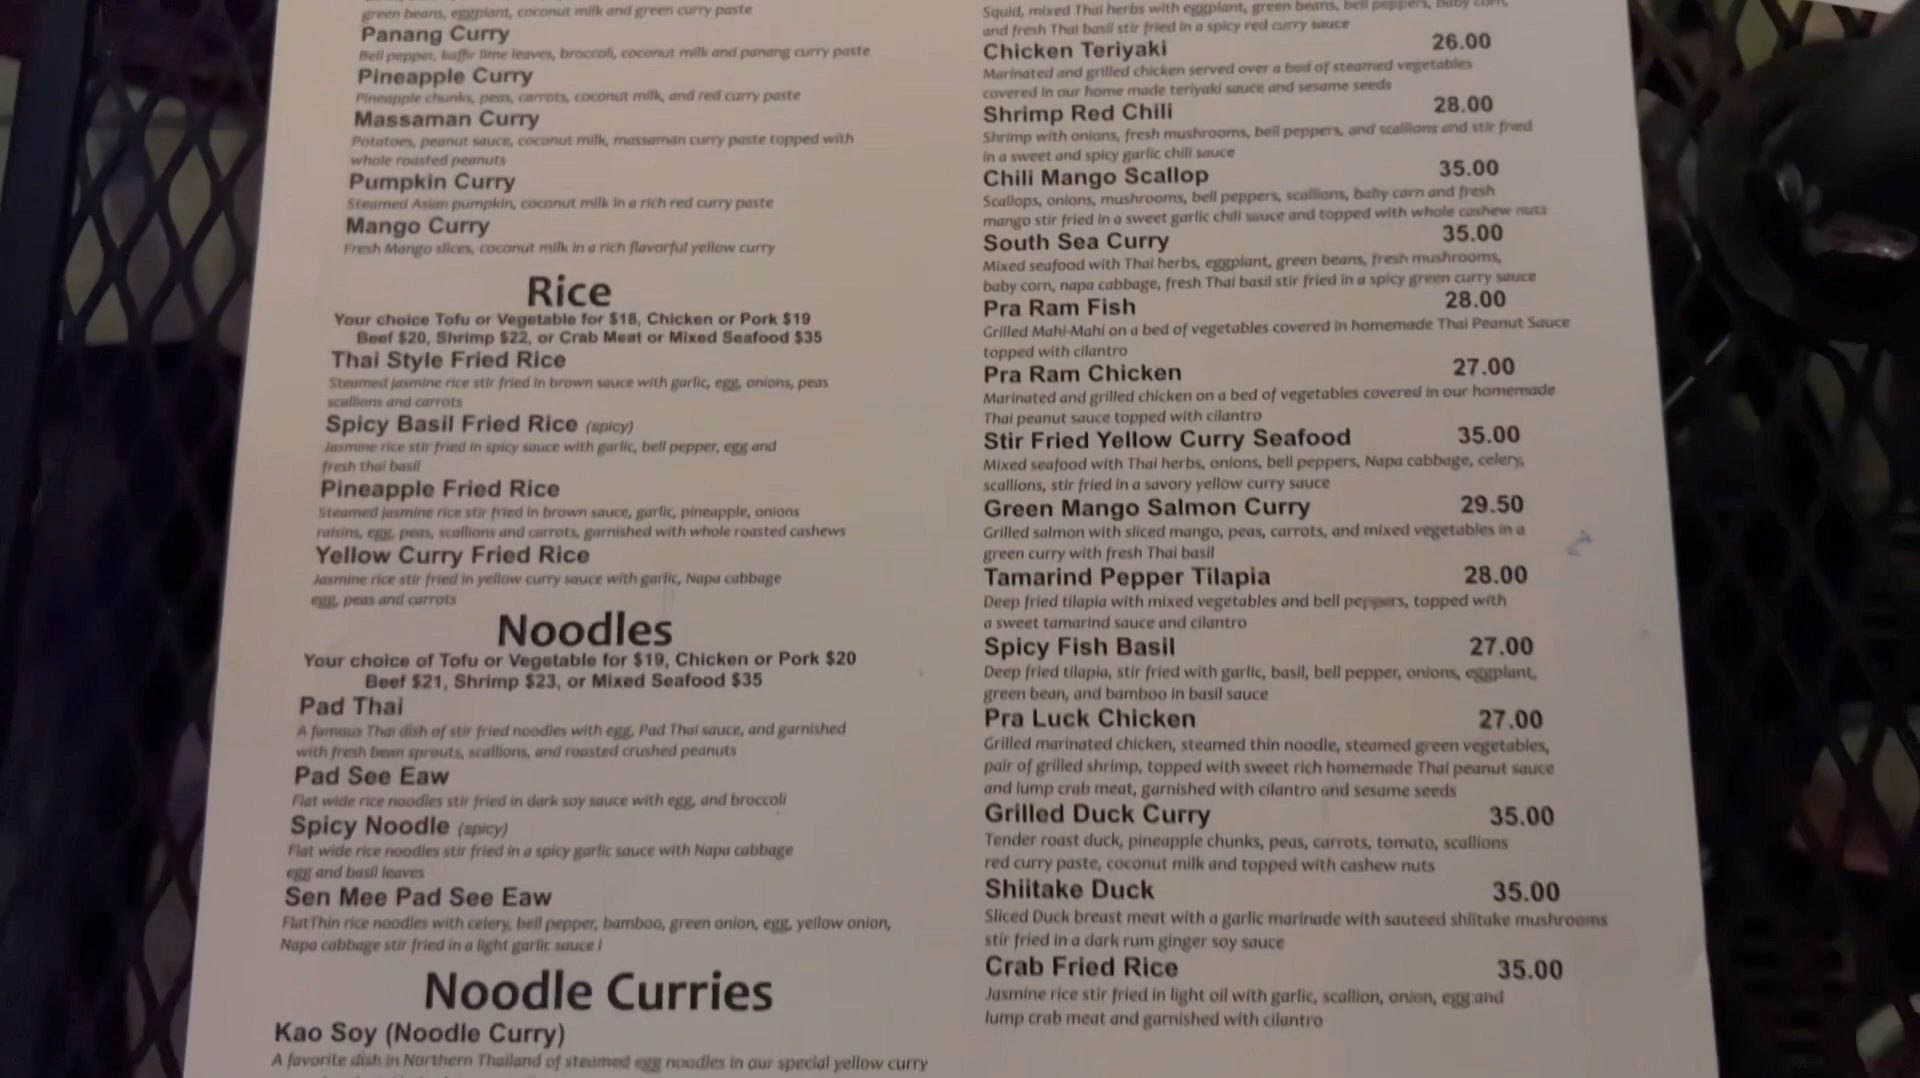 green beans, eggplant, coconut milk and green curry paste
Panang Curry
Bell pepper, kaffir lime leaves, broccoli, coconut milk and panang curry paste
Pineapple Curry
Pineapple chunks, peas, carrots, coconut milk, and red curry paste
Massaman Curry
Potatoes, peanut sauce, coconut milk, massaman curry paste topped with
whole roasted peanuts
Pumpkin Curry
Steamed Asian pumpkin, coconut milk in a rich red curry paste
Mango Curry
Fresh Mango slices, coconut milk in a rich flavorful yellow curry
Rice
Your choice Tofu or Vegetable for $18, Chicken or Pork $19
Beef $20, Shrimp $22, or Crab Meat or Mixed Seafood $35
Thai Style Fried Rice
Steamed jasmine rice stir fried in brown sauce with garlic, egg, onions, peas
scallions and carrots
Spicy Basil Fried Rice (spicy)
Jasmine rice stir fried in spicy sauce with garlic, bell pepper, egg and
fresh thai basil
Pineapple Fried Rice
Steamed jasmine rice stir fried in brown sauce, garlic, pineapple, onions
raisins, egg, peas, scallions and carrots, garnished with whole roasted cashews
Yellow Curry Fried Rice
Jasmine rice stir fried in yellow curry sauce with garlic, Napa cabbage
egg, peas and carrots
Noodles
Your choice of Tofu or Vegetable for $19, Chicken or Pork $20
Beef $21, Shrimp $23, or Mixed Seafood $35
Pad Thai
A famous Thai dish of stir fried noodles with egg, Pad Thai sauce, and garnished
with fresh bean sprouts, scallions, and roasted crushed peanuts
Pad See Eaw
Flat wide rice noodles stir fried in dark soy sauce with egg, and broccoli
Spicy Noodle (spicy)
Flat wide rice noodles stir fried in a spicy garlic sauce with Napa cabbage
egg and basil leaves
Sen Mee Pad See Eaw
FlatThin rice noodles with celery, bell pepper, bamboo, green onion, egg, yellow onion,
Napa cabbage stir fried in a light garlic sauce i
Noodle Curries
Kao Soy (Noodle Curry)
A favorite dish in Northern Thailand of steamed egg noodles in our special yellow curry
Squid, mixed Thai herbs with eggplant, green beans, bell peppers, baby corn,
and fresh Thai basil stir fried in a spicy red curry sauce
Chicken Teriyaki 26.00
Marinated and grilled chicken served over a bed of steamed vegetables
covered in our home made teriyaki sauce and sesame seeds
Shrimp Red Chili 28.00
Shrimp with onions, fresh mushrooms, bell peppers, and scallions and stir fried
in a sweet and spicy garlic chili sauce
Chili Mango Scallop 35.00
Scallops, onions, mushrooms, bell peppers, scallions, baby carn and fresh
mango stir fried in a sweet garlic chili sauce and topped with whole cashew nuts
South Sea Curry 35.00
Mixed seafood with Thai herbs, eggplant, green beans, fresh mushrooms,
baby corn, napa cabbage, fresh Thai basil stir fried in a spicy green curry sauce
Pra Ram Fish 28.00
Grilled Mahi-Mahi on a bed of vegetables covered in homemade Thai Peanut Sauce
topped with cilantro
Pra Ram Chicken 27.00
Marinated and grilled chicken on a bed of vegetables covered in our homemade
Thai peanut sauce topped with cilantro
Stir Fried Yellow Curry Seafood 35.00
Mixed seafood with Thai herbs, onions, bell peppers, Napa cabbage, celery,
scallions, stir fried in a savory yellow curry sauce
Green Mango Salmon Curry 29.50
Grilled salmon with sliced mango, peas, carrots, and mixed vegetables in a
green curry with fresh Thai basil
Tamarind Pepper Tilapia 28.00
Deep fried tilapia with mixed vegetables and bell peppers, topped with
a sweet tamarind sauce and cilantro
Spicy Fish Basil 27.00
Deep fried tilapia, stir fried with garlic, basil, bell pepper, onions, eggplant,
green bean, and bamboo in basil sauce
Pra Luck Chicken 27.00
Grilled marinated chicken, steamed thin noodle, steamed green vegetables,
pair of grilled shrimp, topped with sweet rich homemade Thai peanut sauce
and lump crab meat, garnished with cilantro and sesame seeds
Grilled Duck Curry 35.00
Tender roast duck, pineapple chunks, peas, carrots, tomato, scallions
red curry paste, coconut milk and topped with cashew nuts
Shiitake Duck 35.00
Sliced Duck breast meat with a garlic marinade with sauteed shiitake mushrooms
stir fried in a dark rum ginger soy sauce
Crab Fried Rice 35.00
Jasmine rice stir fried in light oil with garlic, scallion, onion, egg and
lump crab meat and garnished with cilantro